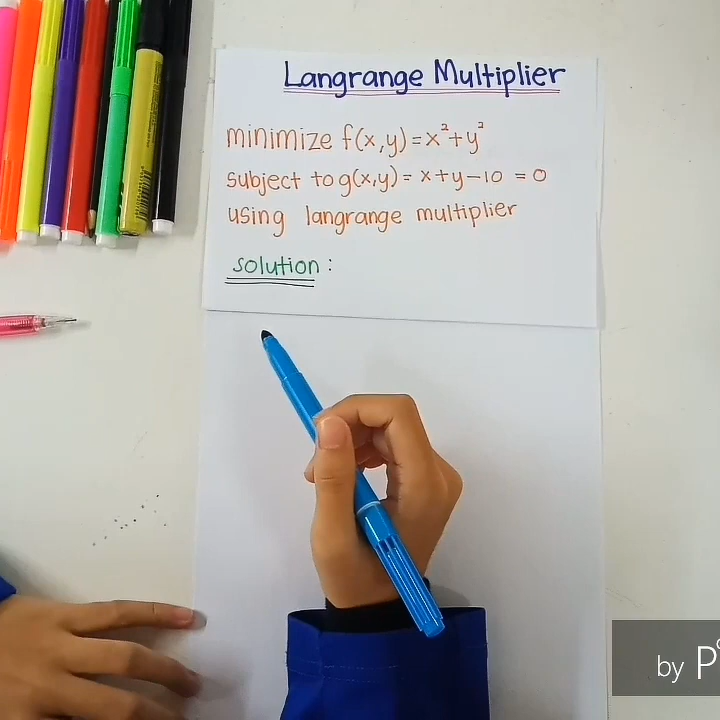 Langrange Multiplier
minimize f(x,y)=x²+y²
subject to g(x,y)= x+y-10 = 0
using langrange multiplier
solution :
by P